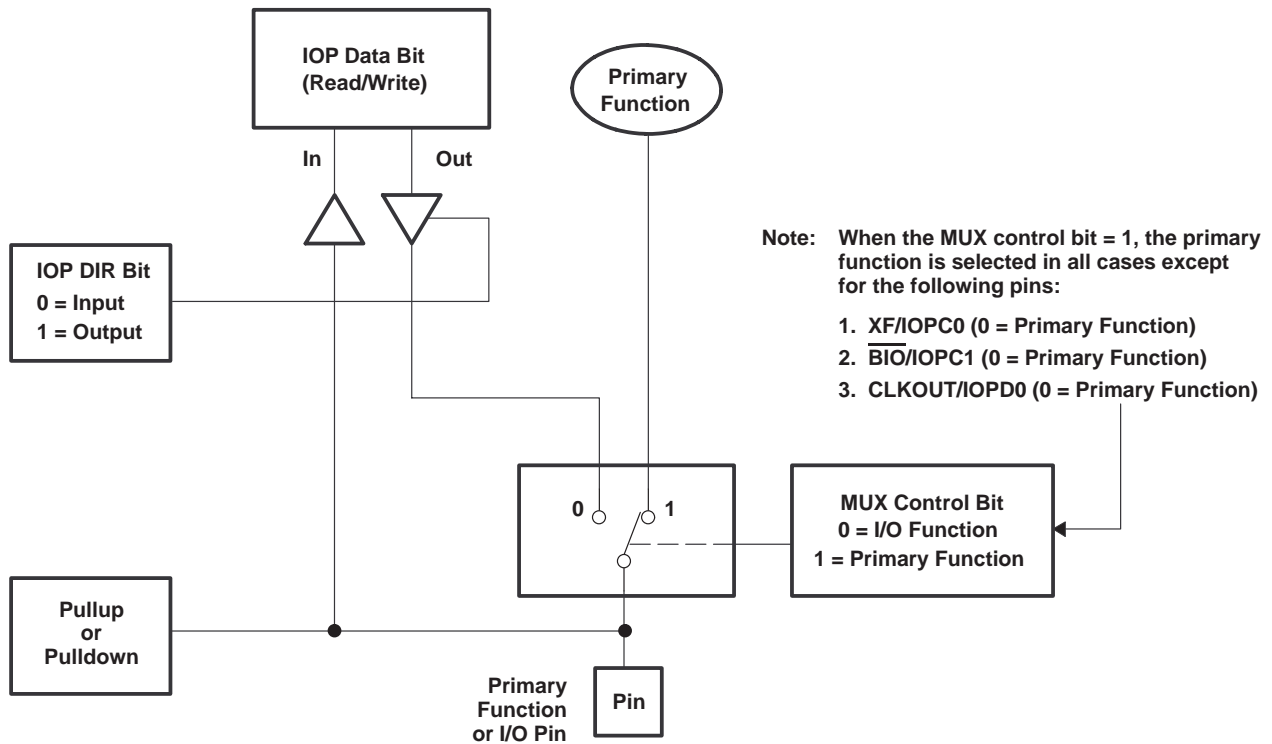 IOP Data Bit
(Read/Write)
Primary
Function
In
Out
IOP DIR Bit
0 = Input
1 = Output
Note: When the MUX control bit = 1, the primary
function is selected in all cases except
for the following pins:
1. XF/IOPC0 (0 = Primary Function)
2. B̅I̅O̅/IOPC1 (0 = Primary Function)
3. CLKOUT/IOPD0 (0 = Primary Function)
0
1
MUX Control Bit
0 = I/O Function
1 = Primary Function
Pullup
or
Pulldown
Primary
Function
or I/O Pin
Pin